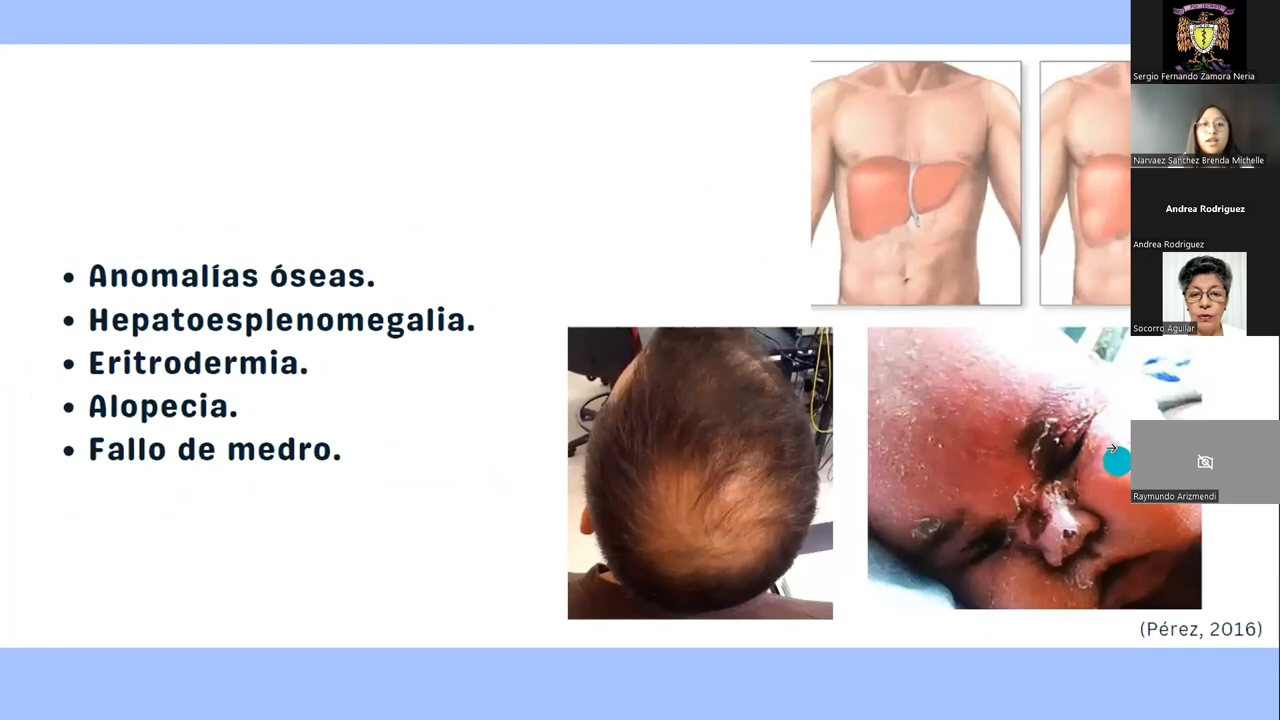 • Anomalías óseas.
• Hepatoesplenomegalia.
• Eritrodermia.
• Alopecia.
• Fallo de medro.
(Pérez, 2016)
Sergio Fernando Zamora Neria
Narvaez Sanchez Brenda Michelle
Andrea Rodriguez
Andrea Rodriguez
Socorro Aguilar
Raymundo Arizmendi